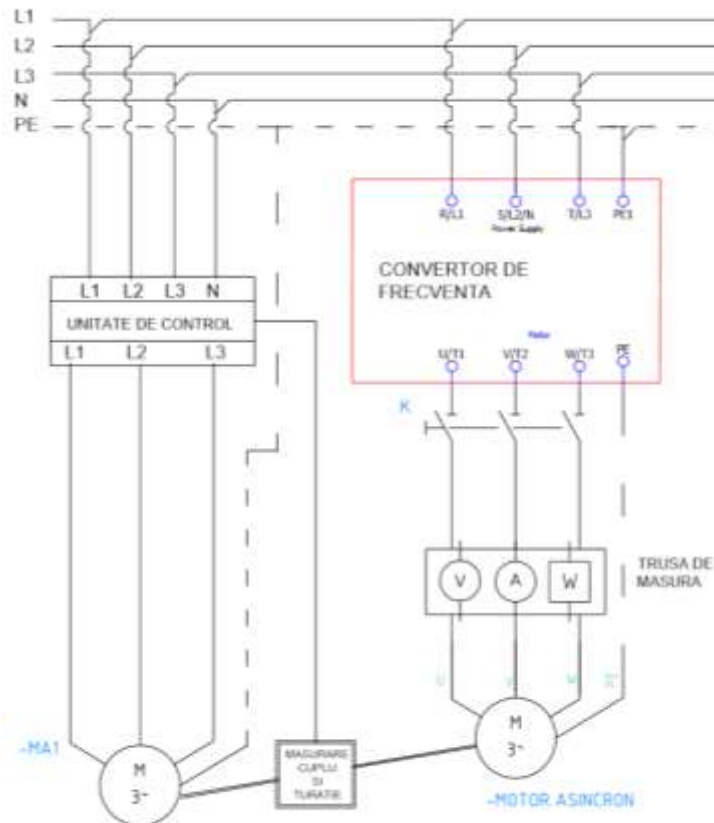 L1
L2
L3
N
PE
R/L1 S/L2/N T/L3 PE1
Power Supply
CONVERTOR DE
FRECVENTA
L1 L2 L3 N
UNITATE DE CONTROL
L1 L2 L3
Motor
U/T1 V/T2 W/T3 PE
K
V A W
TRUSA DE
MASURA
U V W PE
-MA1
M
3~
MASURARE
CUPLU
SI
TURATIE
M
3~
-MOTOR ASINCRON